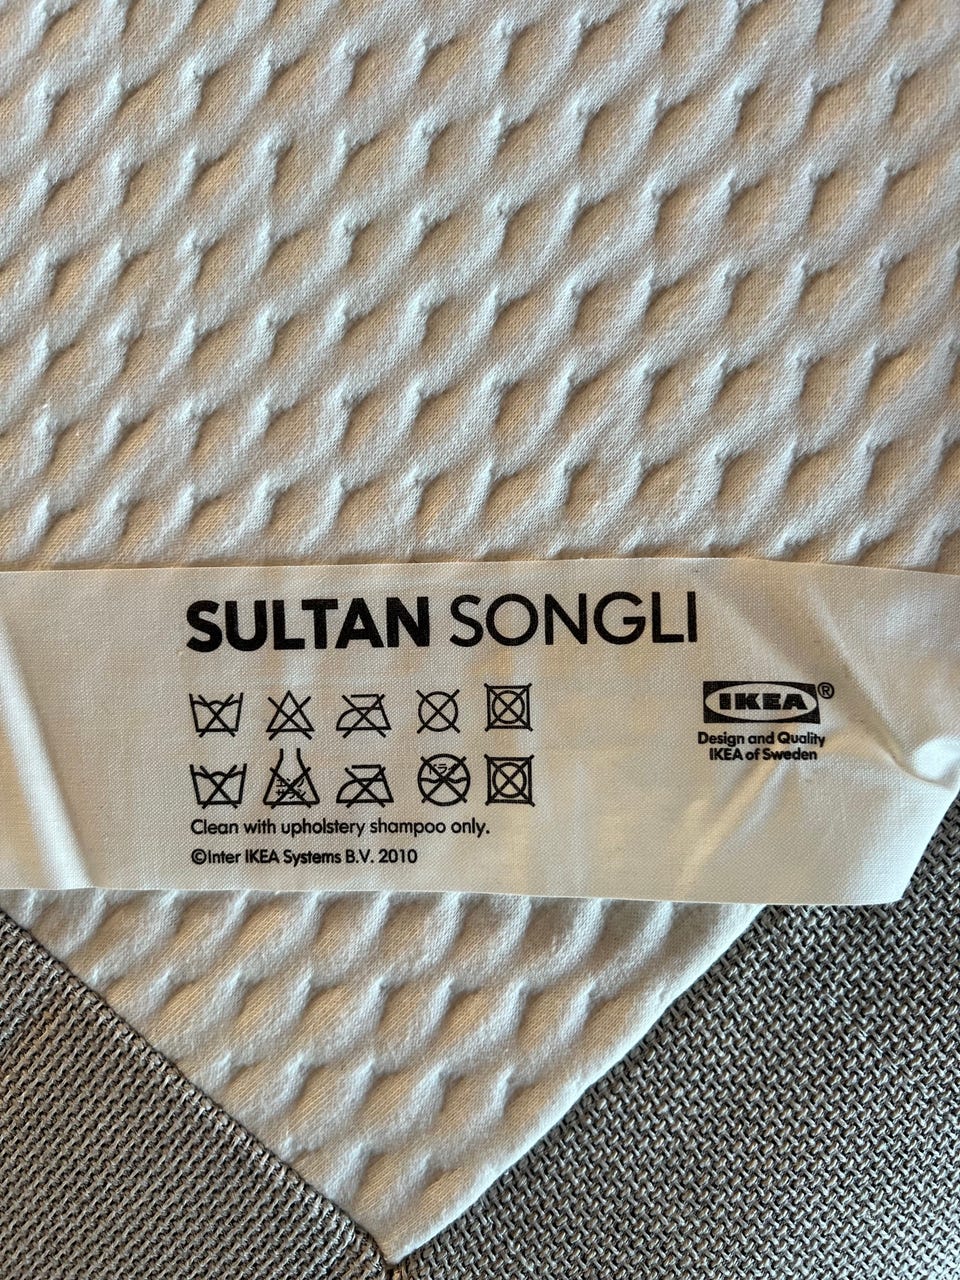 SULTAN SONGLI
IKEA®
Design and Quality
IKEA of Sweden
Clean with upholstery shampoo only.
©Inter IKEA Systems B.V. 2010